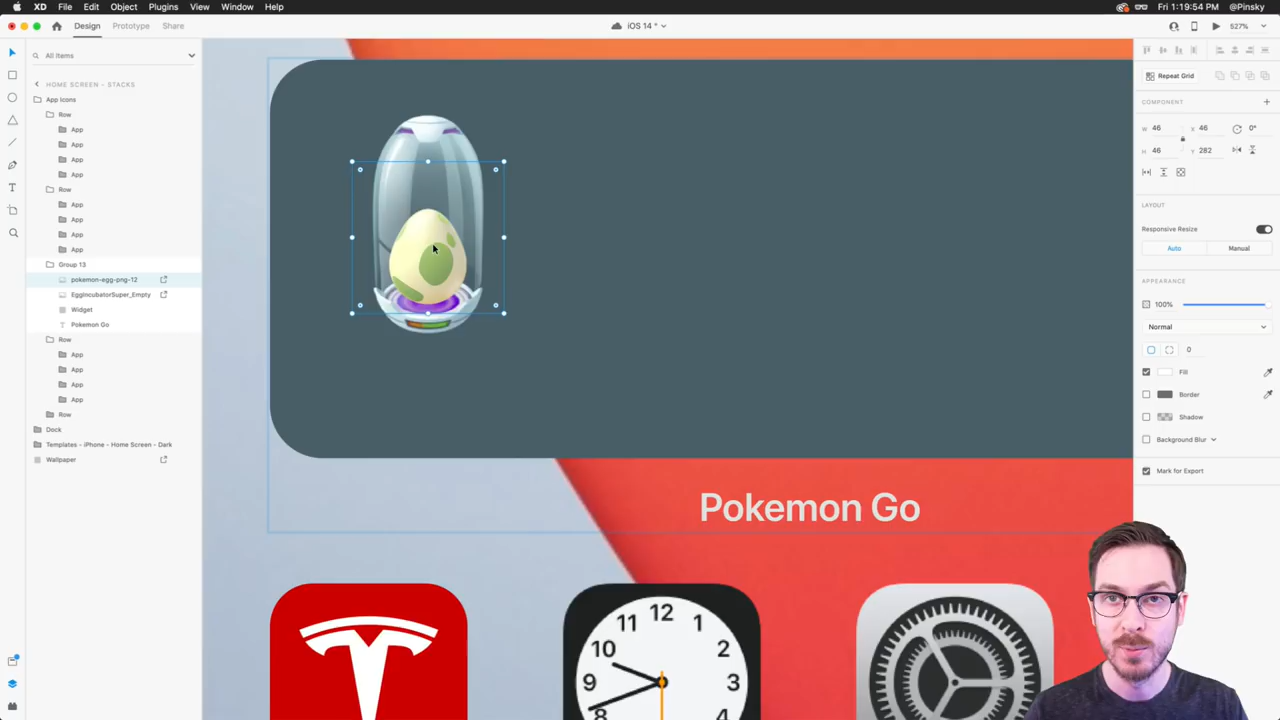 XD File Edit Object Plugins View Window Help
Fri 1:19:54 PM @Pinsky
Design Prototype Share
iOS 14 *
527%
All Items
HOME SCREEN - STACKS
App Icons
Row
App
App
App
App
Row
App
App
App
App
Group 13
pokemon-egg-png-12
EggIncubatorSuper_Empty
Widget
Pokemon Go
Row
App
App
App
App
Row
Dock
Templates - iPhone - Home Screen - Dark
Wallpaper
Pokemon Go
12
11 1
10 2
9 3
8 4
Repeat Grid
COMPONENT
W 46 X 46 0°
H 46 Y 282
LAYOUT
Responsive Resize
Auto Manual
APPEARANCE
100%
Normal
0
Fill
Border
Shadow
Background Blur
Mark for Export